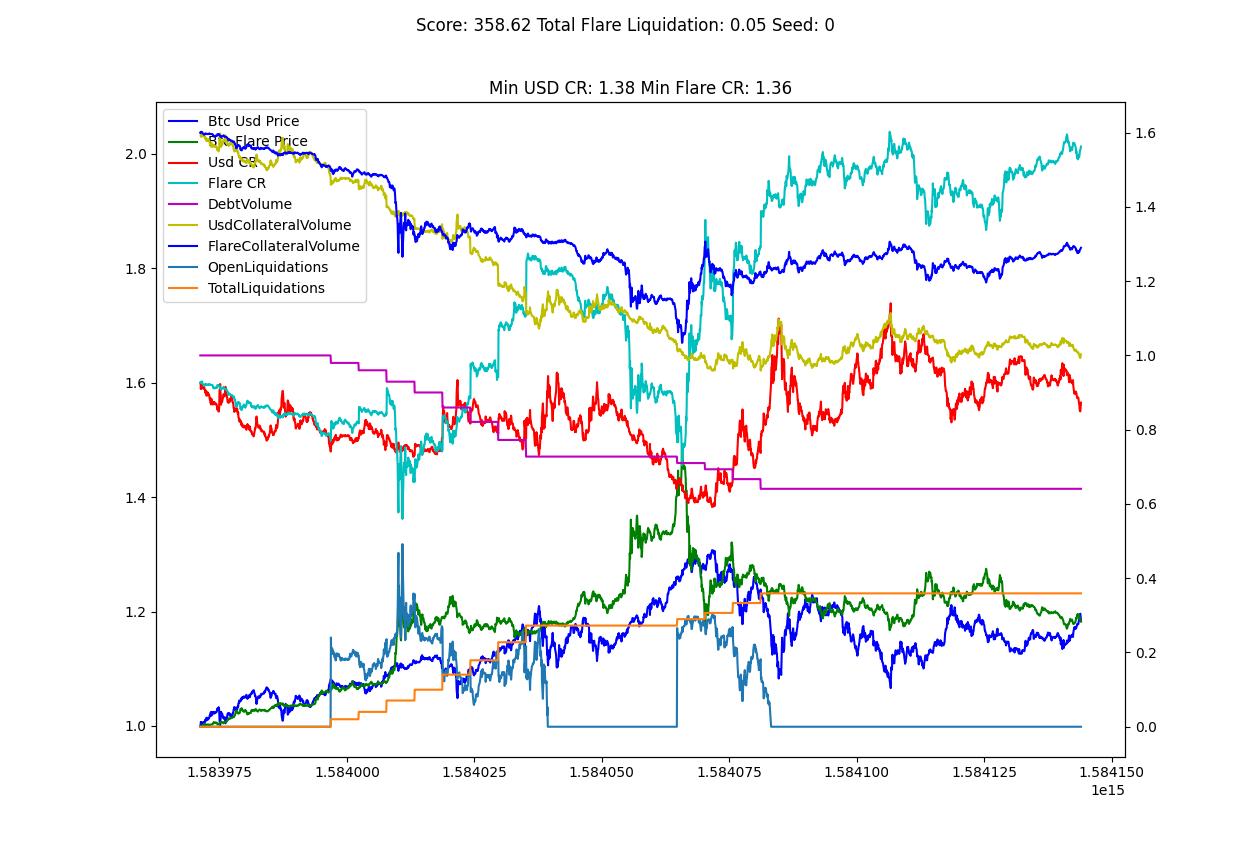 Score: 358.62 Total Flare Liquidation: 0.05 Seed: 0
Min USD CR: 1.38 Min Flare CR: 1.36
Btc Usd Price
Btc Flare Price
Usd CR
Flare CR
DebtVolume
UsdCollateralVolume
FlareCollateralVolume
OpenLiquidations
TotalLiquidations
2.0
1.8
1.6
1.4
1.2
1.0
1.6
1.4
1.2
1.0
0.8
0.6
0.4
0.2
0.0
1.583975 1.584000 1.584025 1.584050 1.584075 1.584100 1.584125 1.584150
1e15